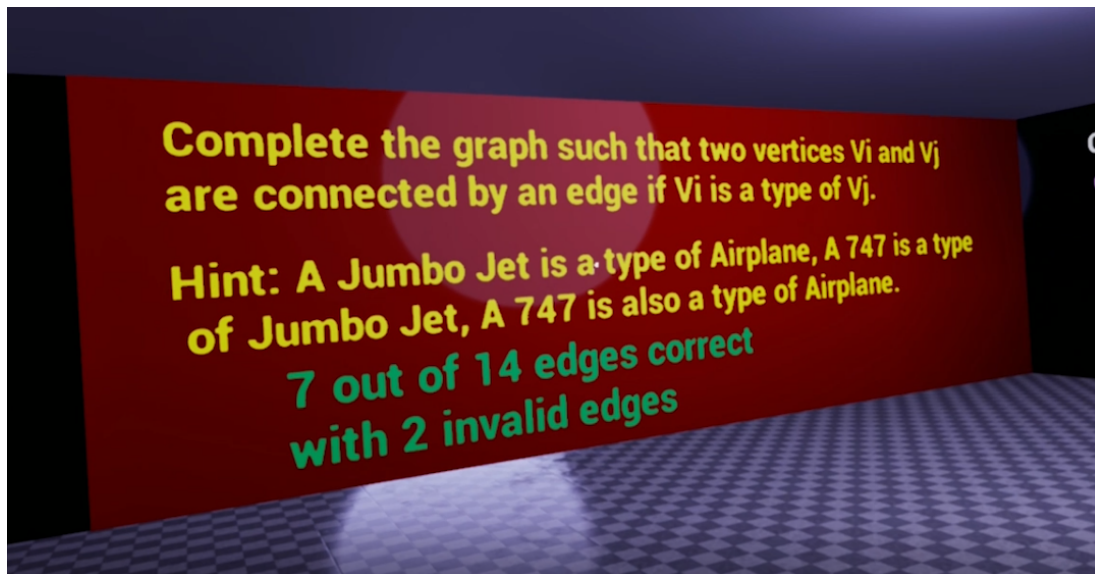 Complete the graph such that two vertices Vi and Vj
are connected by an edge if Vi is a type of Vj.
Hint: A Jumbo Jet is a type of Airplane, A 747 is a type
of Jumbo Jet, A 747 is also a type of Airplane.
7 out of 14 edges correct
with 2 invalid edges